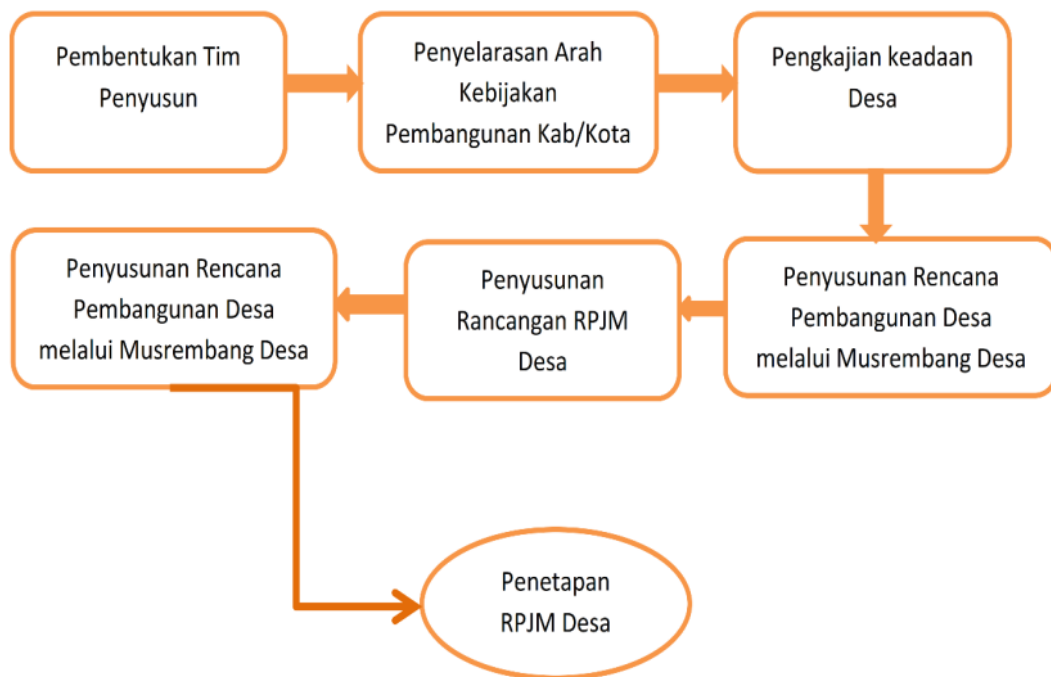 Pembentukan Tim
Penyusun
Penyelarasan Arah
Kebijakan
Pembangunan Kab/Kota
Pengkajian keadaan
Desa
Penyusunan Rencana
Pembangunan Desa
melalui Musrembang Desa
Penyusunan
Rancangan RPJM
Desa
Penyusunan Rencana
Pembangunan Desa
melalui Musrembang Desa
Penetapan
RPJM Desa